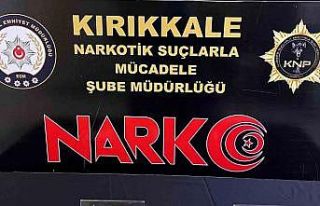 KIRIKKALE
NARKOTİK SUÇLARLA
MÜCADELE
ŞUBE MÜDÜRLÜĞÜ
KNP
NARKO